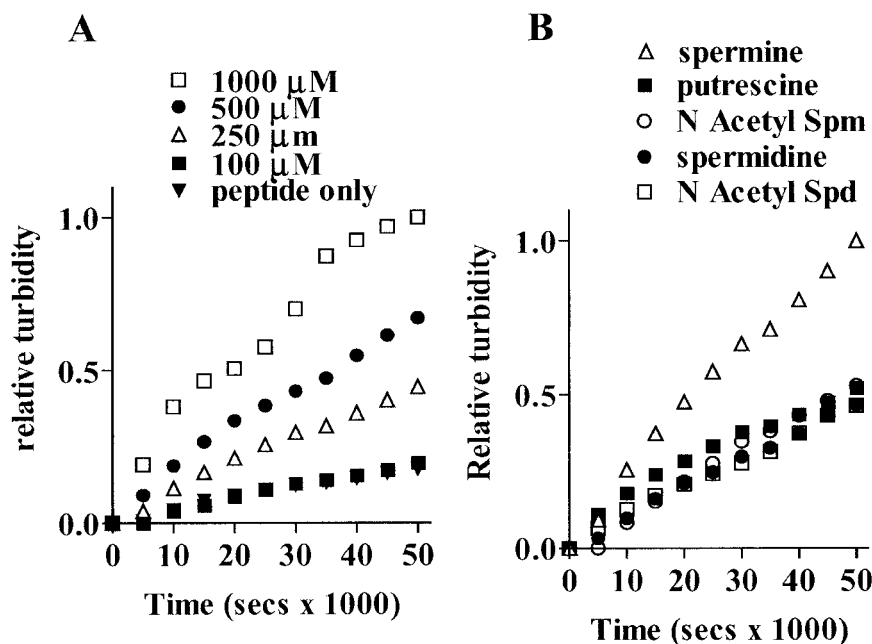 A
1000 μM
500 μM
250 μm
100 μM
peptide only
relative turbidity
1.0
0.5
0.0
0 10 20 30 40 50
Time (secs x 1000)
B
spermine
putrescine
N Acetyl Spm
spermidine
N Acetyl Spd
Relative turbidity
1.0
0.5
0.0
0 10 20 30 40 50
Time (secs x 1000)